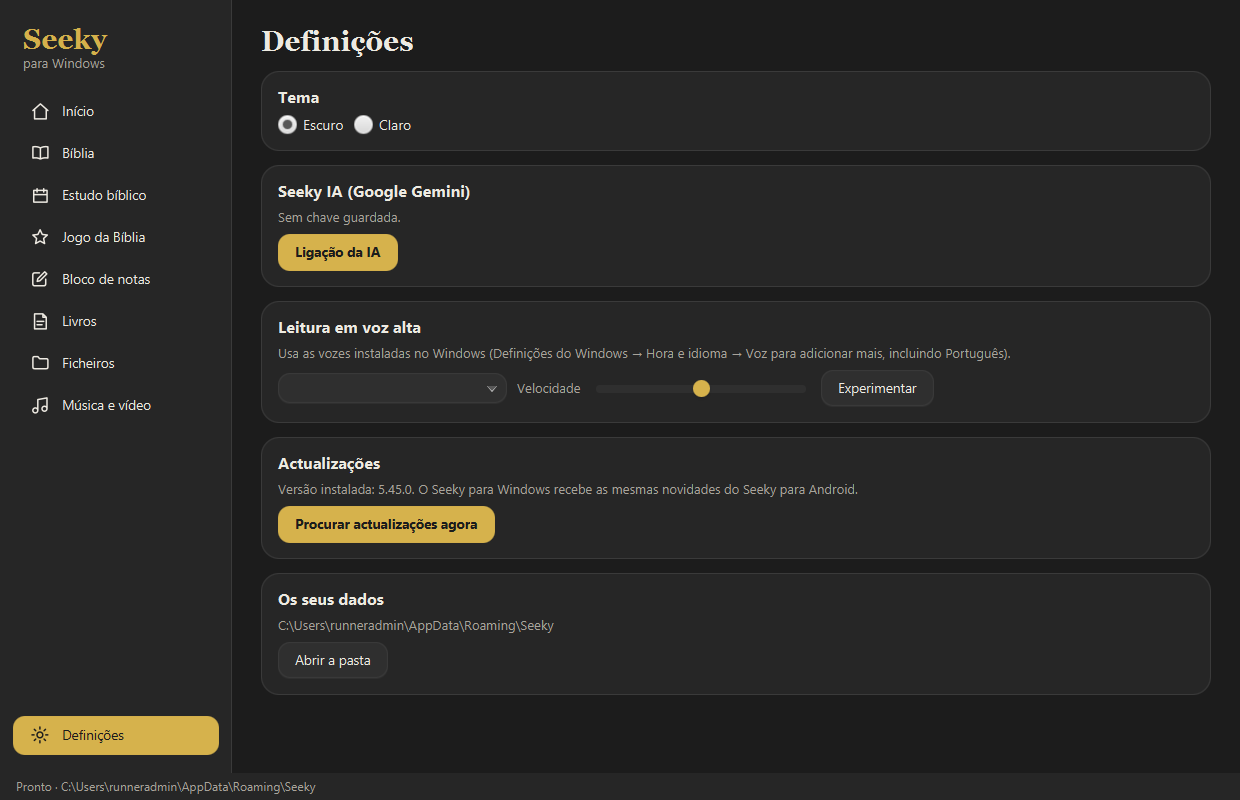 Seeky
para Windows
Início
Bíblia
Estudo bíblico
Jogo da Bíblia
Bloco de notas
Livros
Ficheiros
Música e vídeo
Definições
Definições
Tema
Escuro Claro
Seeky IA (Google Gemini)
Sem chave guardada.
Ligação da IA
Leitura em voz alta
Usa as vozes instaladas no Windows (Definições do Windows → Hora e idioma → Voz para adicionar mais, incluindo Português).
Velocidade Experimentar
Actualizações
Versão instalada: 5.45.0. O Seeky para Windows recebe as mesmas novidades do Seeky para Android.
Procurar actualizações agora
Os seus dados
C:\Users\runneradmin\AppData\Roaming\Seeky
Abrir a pasta
Pronto · C:\Users\runneradmin\AppData\Roaming\Seeky